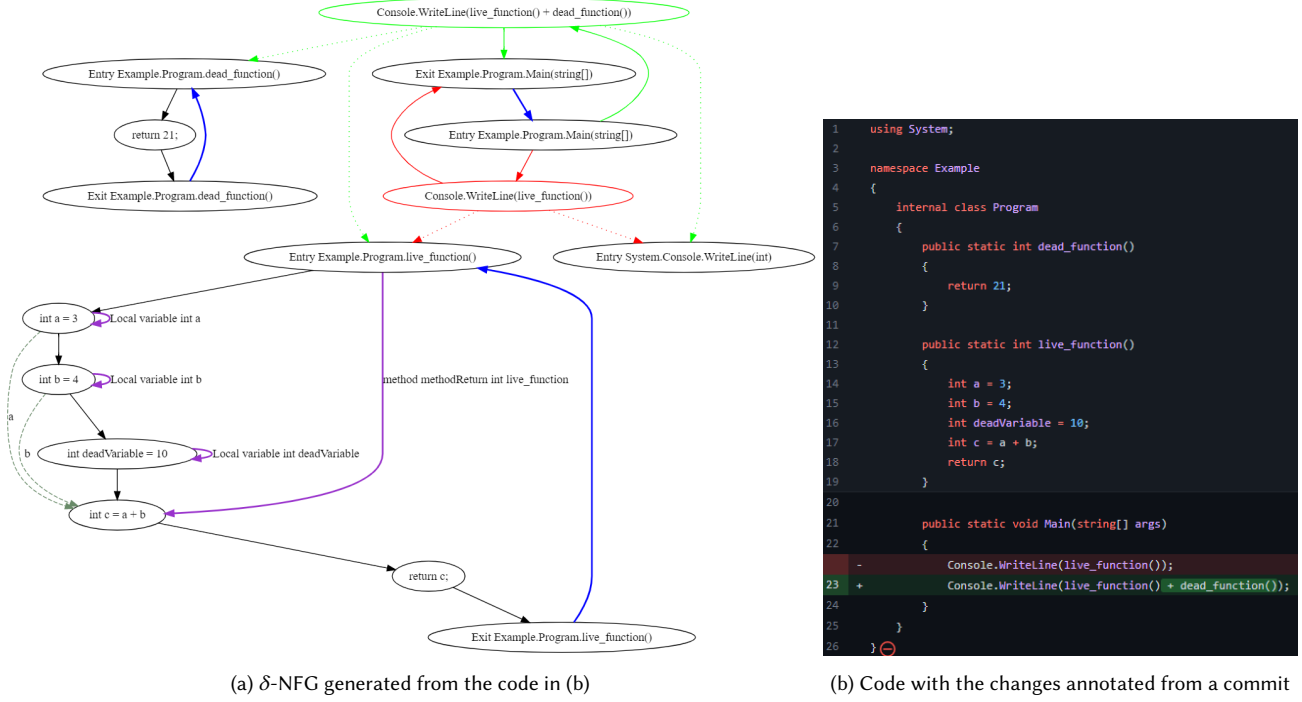 Console.WriteLine(live_function() + dead_function())
Entry Example.Program.dead_function()
Exit Example.Program.Main(string[])
return 21;
Entry Example.Program.Main(string[])
Exit Example.Program.dead_function()
Console.WriteLine(live_function())
Entry Example.Program.live_function()
Entry System.Console.WriteLine(int)
int a = 3
Local variable int a
int b = 4
Local variable int b
method methodReturn int live_function
a
b
int deadVariable = 10
Local variable int deadVariable
int c = a + b
return c;
Exit Example.Program.live_function()
(a) δ-NFG generated from the code in (b)
1 using System;
2
3 namespace Example
4 {
5 internal class Program
6 {
7 public static int dead_function()
8 {
9 return 21;
10 }
11
12 public static int live_function()
13 {
14 int a = 3;
15 int b = 4;
16 int deadVariable = 10;
17 int c = a + b;
18 return c;
19 }
20
21 public static void Main(string[] args)
22 {
- Console.WriteLine(live_function());
23 + Console.WriteLine(live_function() + dead_function());
24 }
25 }
26 }
(b) Code with the changes annotated from a commit